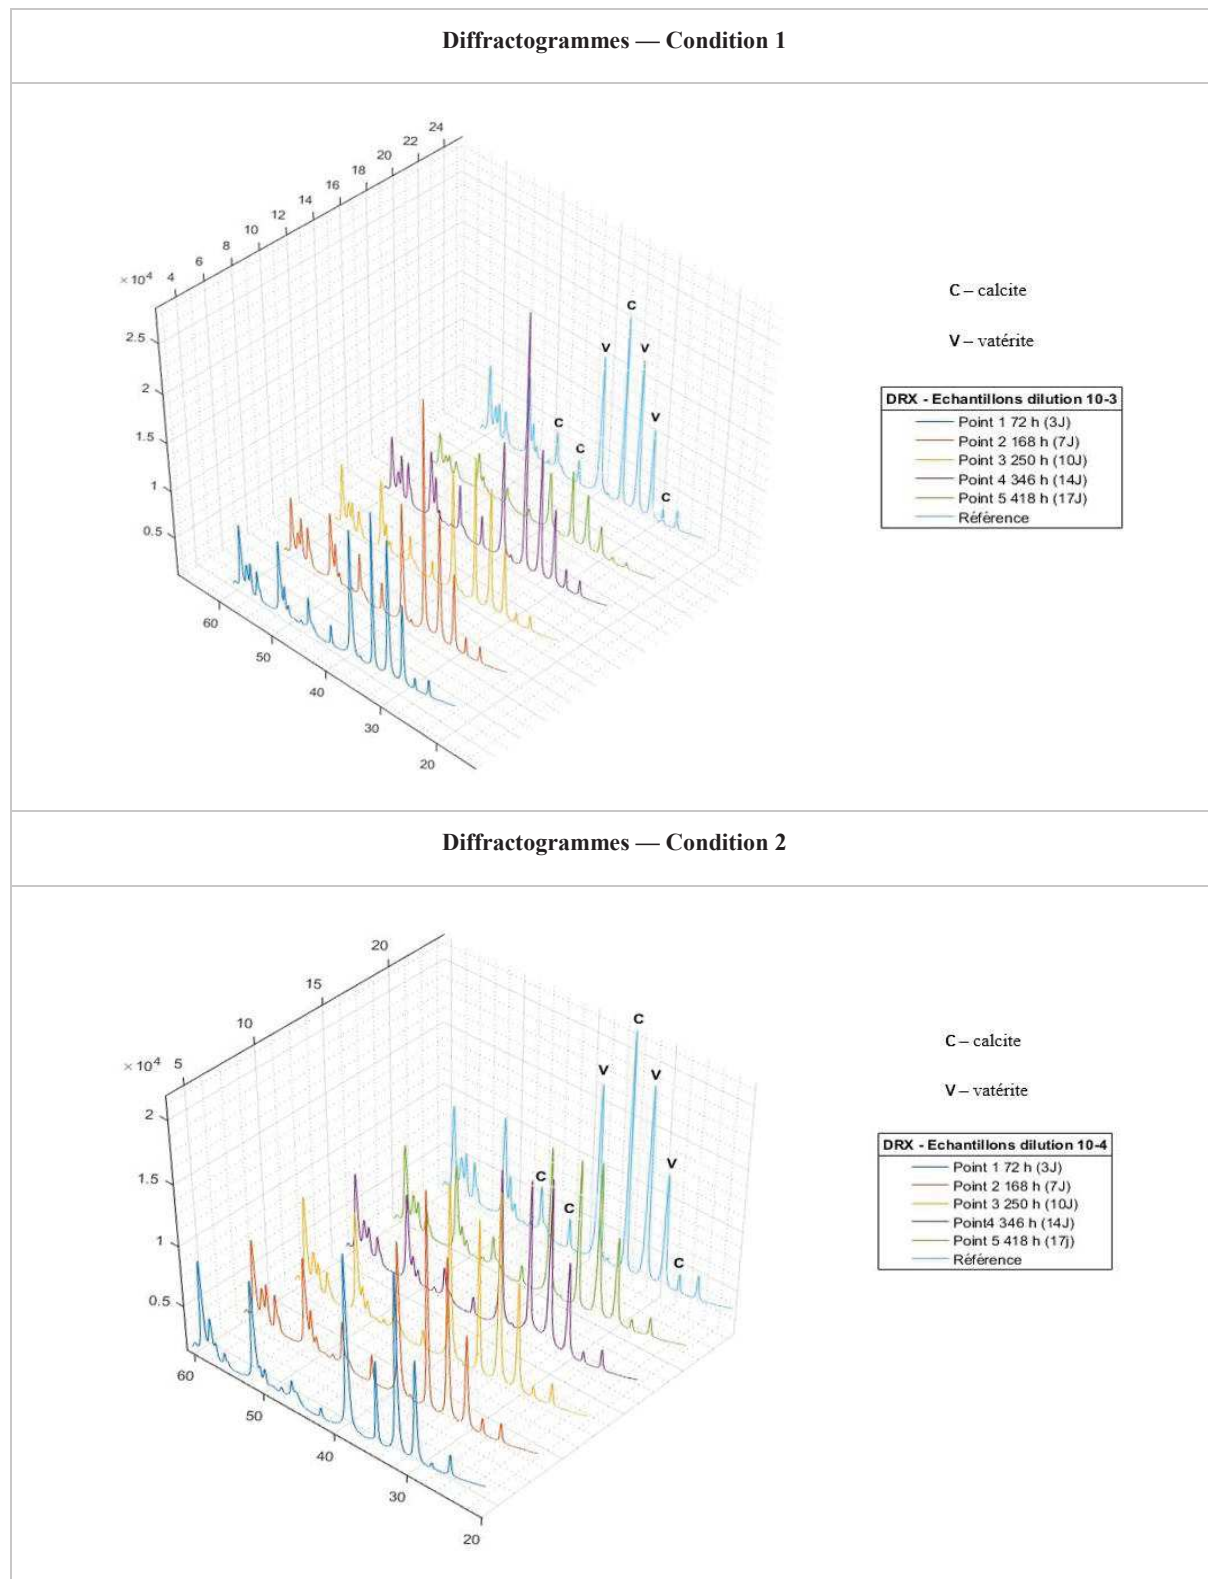 Diffractogrammes — Condition 1
24
22
20
18
16
14
12
10
8
6
×10⁴ 4
2.5
2
1.5
1
0.5
60
50
40
30
20
C
V
V
C
V
C
C
C – calcite
V – vatérite
DRX - Echantillons dilution 10-3
Point 1 72 h (3J)
Point 2 168 h (7J)
Point 3 250 h (10J)
Point 4 346 h (14J)
Point 5 418 h (17J)
Référence
Diffractogrammes — Condition 2
20
15
10
×10⁴ 5
2
1.5
1
0.5
60
50
40
30
20
C
V
V
V
C
C
C
C – calcite
V – vatérite
DRX - Echantillons dilution 10-4
Point 1 72 h (3J)
Point 2 168 h (7J)
Point 3 250 h (10J)
Point4 346 h (14J)
Point 5 418 h (17j)
Référence